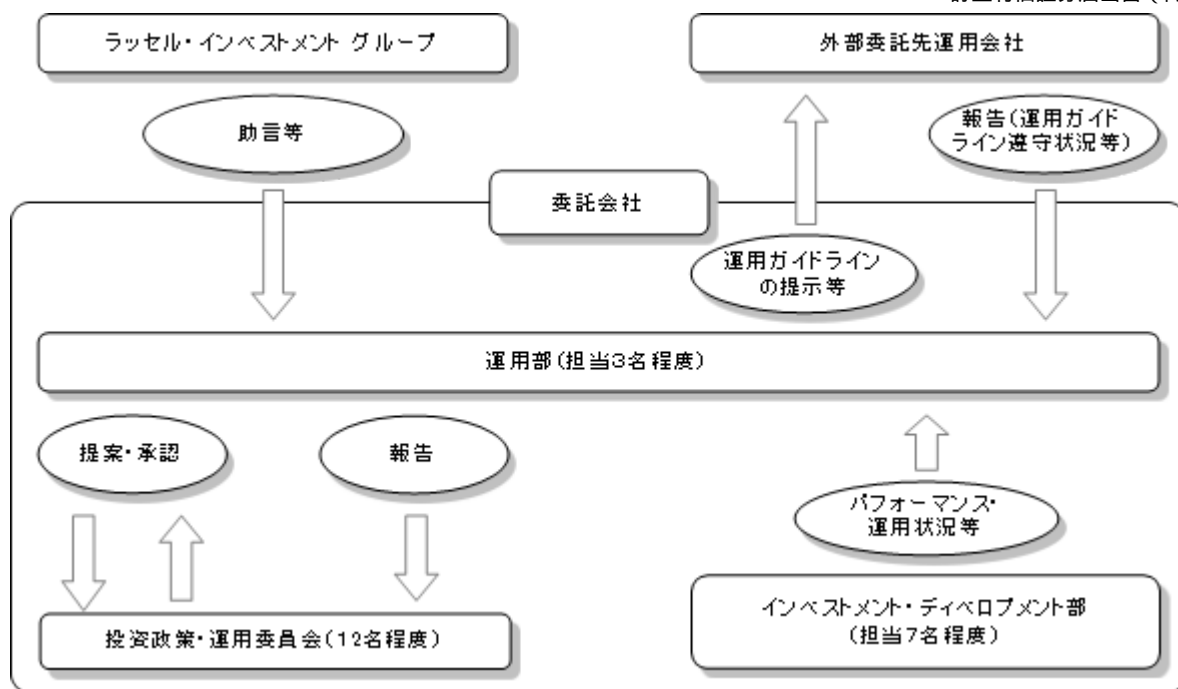 ラッセル・インベストメント グループ
外部委託先運用会社
助言等
報告(運用ガイド
ライン遵守状況等)
委託会社
運用ガイドライン
の提示等
運用部(担当3名程度)
提案・承認
報告
パフォーマンス・
運用状況等
投資政策・運用委員会(12名程度)
インベストメント・ディベロプメント部
(担当7名程度)